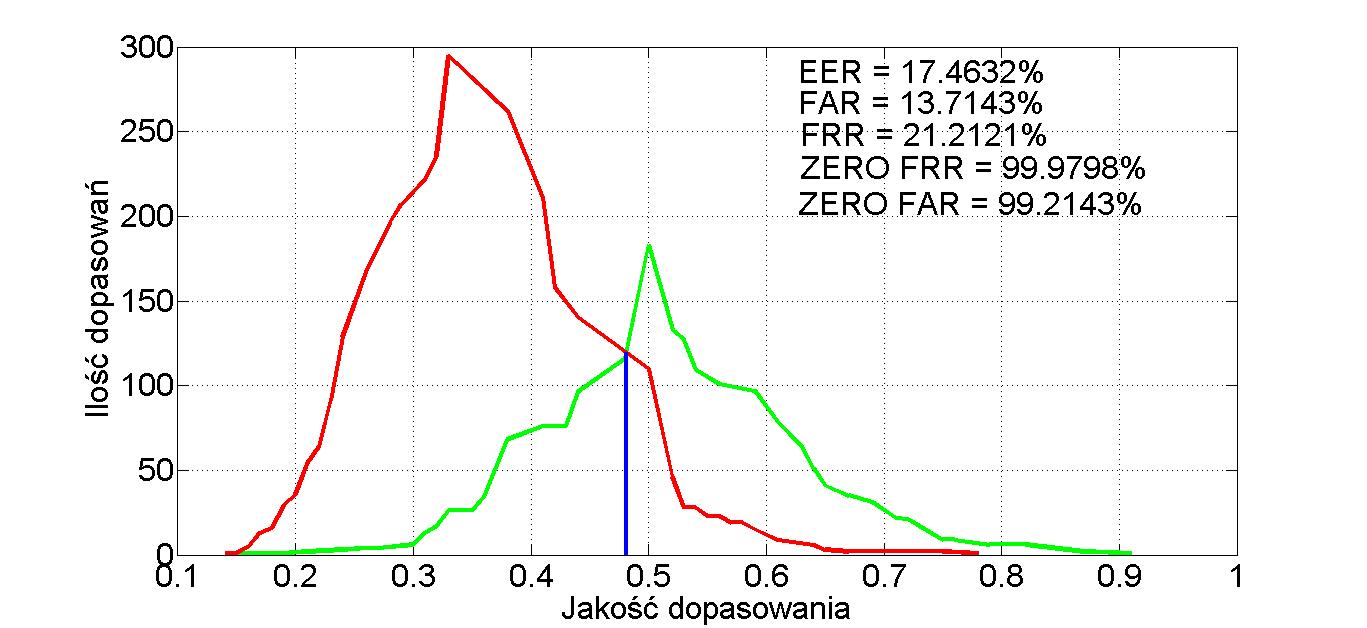 EER = 17.4632%
FAR = 13.7143%
FRR = 21.2121%
ZERO FRR = 99.9798%
ZERO FAR = 99.2143%
Ilość dopasowań
300
250
200
150
100
50
0
0.1 0.2 0.3 0.4 0.5 0.6 0.7 0.8 0.9 1
Jakość dopasowania